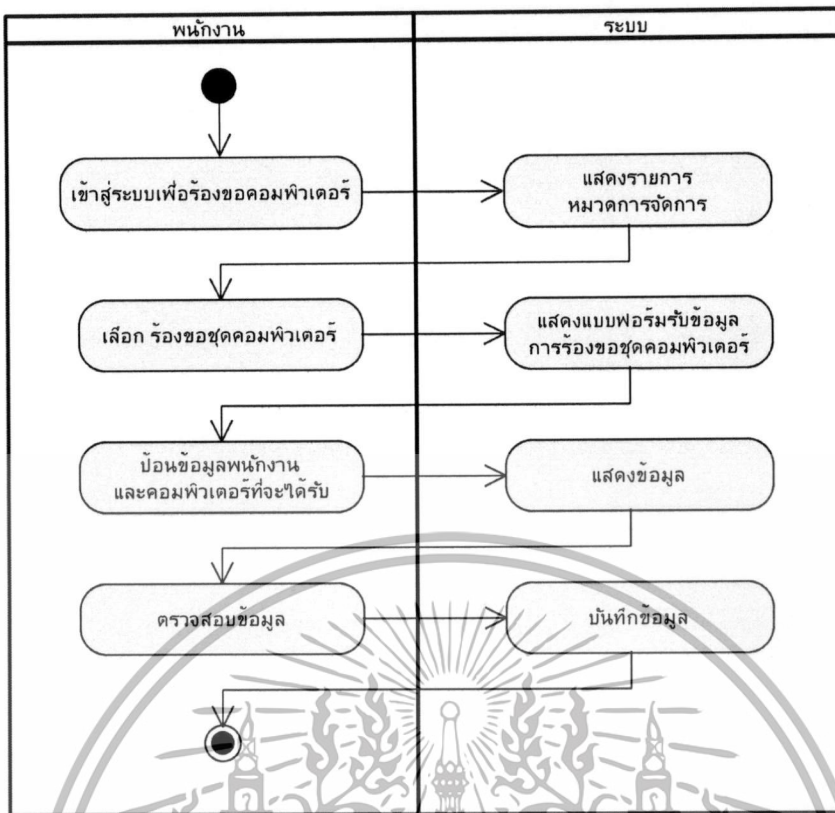 พนักงาน
ระบบ
เข้าสู่ระบบเพื่อร้องขอคอมพิวเตอร์
แสดงรายการ
หมวดการจัดการ
เลือก ร้องขอชุดคอมพิวเตอร์
แสดงแบบฟอร์มรับข้อมูล
การร้องขอชุดคอมพิวเตอร์
ป้อนข้อมูลพนักงาน
และคอมพิวเตอร์ที่จะได้รับ
แสดงข้อมูล
ตรวจสอบข้อมูล
บันทึกข้อมูล